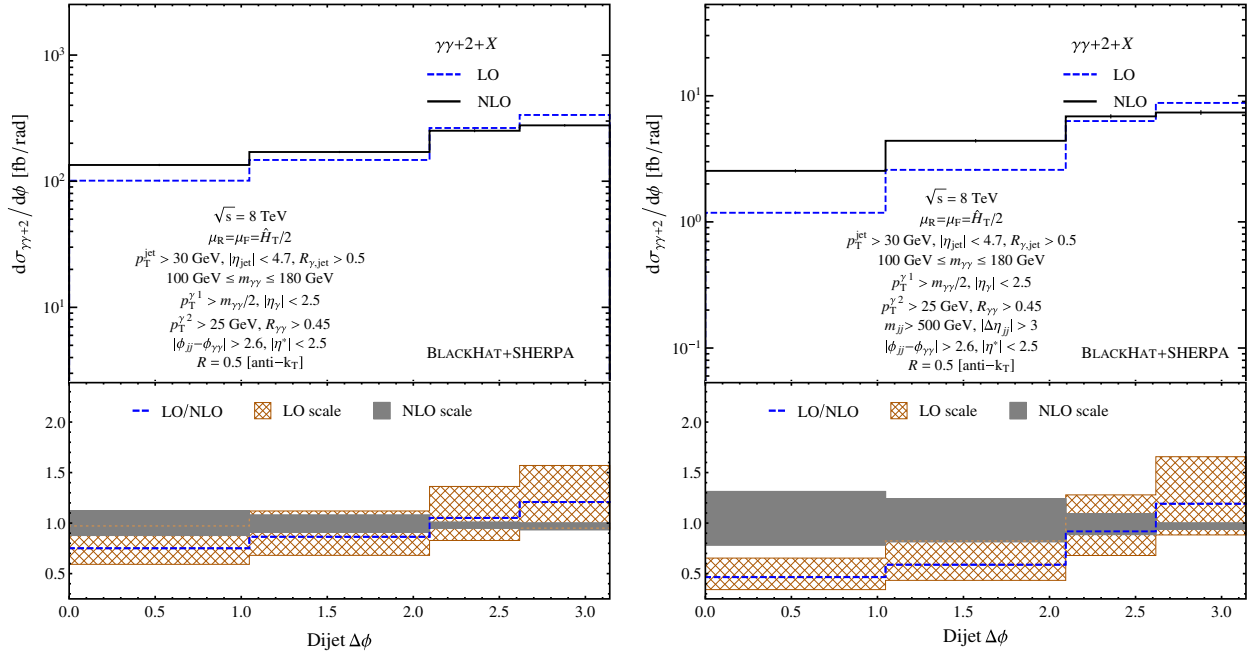 γγ+2+X
LO
NLO
dσγγ+2 / dϕ [fb/rad]
10³
10²
10¹
√s = 8 TeV
μR=μF=ĤT/2
pTjet > 30 GeV, |ηjet| < 4.7, Rγ,jet > 0.5
100 GeV ≤ mγγ ≤ 180 GeV
pTγ1 > mγγ/2, |ηγ| < 2.5
pTγ2 > 25 GeV, Rγγ > 0.45
|ϕjj−ϕγγ| > 2.6, |η*| < 2.5
R = 0.5 [anti−kT]
BLACKHAT+SHERPA
LO/NLO LO scale NLO scale
2.0
1.5
1.0
0.5
0.0 0.5 1.0 1.5 2.0 2.5 3.0
Dijet Δϕ
γγ+2+X
LO
NLO
dσγγ+2 / dϕ [fb/rad]
10¹
10⁰
10⁻¹
√s = 8 TeV
μR=μF=ĤT/2
pTjet > 30 GeV, |ηjet| < 4.7, Rγ,jet > 0.5
100 GeV ≤ mγγ ≤ 180 GeV
pTγ1 > mγγ/2, |ηγ| < 2.5
pTγ2 > 25 GeV, Rγγ > 0.45
mjj> 500 GeV, |Δηjj| > 3
|ϕjj−ϕγγ| > 2.6, |η*| < 2.5
R = 0.5 [anti−kT]
BLACKHAT+SHERPA
LO/NLO LO scale NLO scale
2.0
1.5
1.0
0.5
0.0 0.5 1.0 1.5 2.0 2.5 3.0
Dijet Δϕ